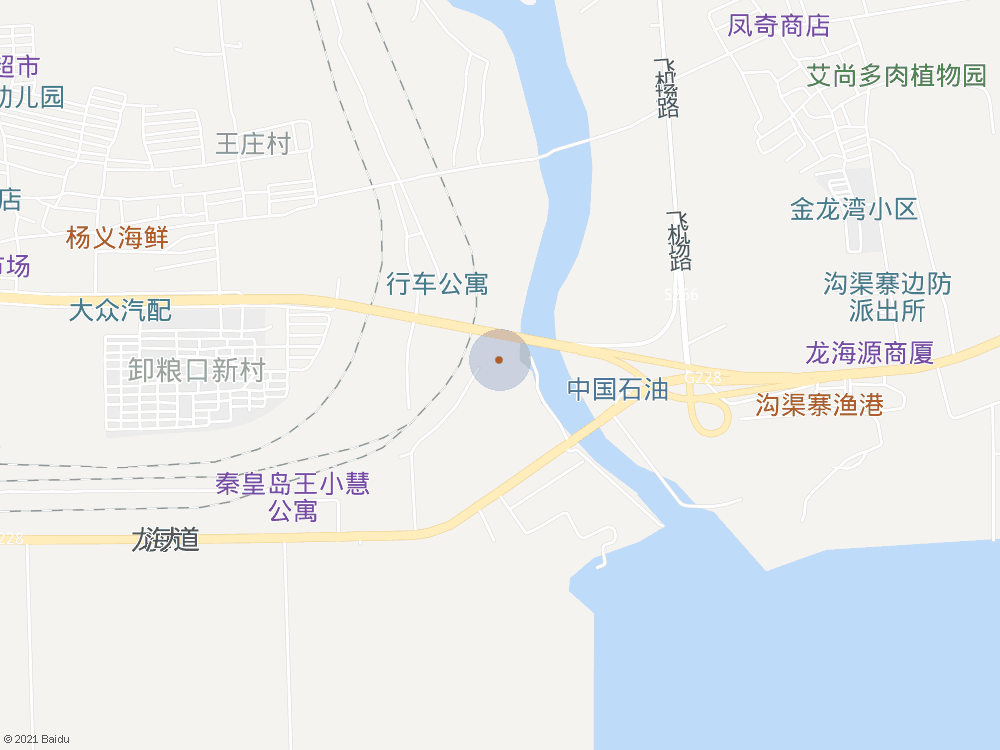 凤奇商店
超市
艾尚多肉植物园
幼儿园
飞机场路
王庄村
店
金龙湾小区
杨义海鲜
飞机场路
市场
行车公寓
沟渠寨边防
派出所
S366
大众汽配
龙海源商厦
卸粮口新村
G228
中国石油
沟渠寨渔港
秦皇岛王小慧
公寓
228
龙海大道
© 2021 Baidu